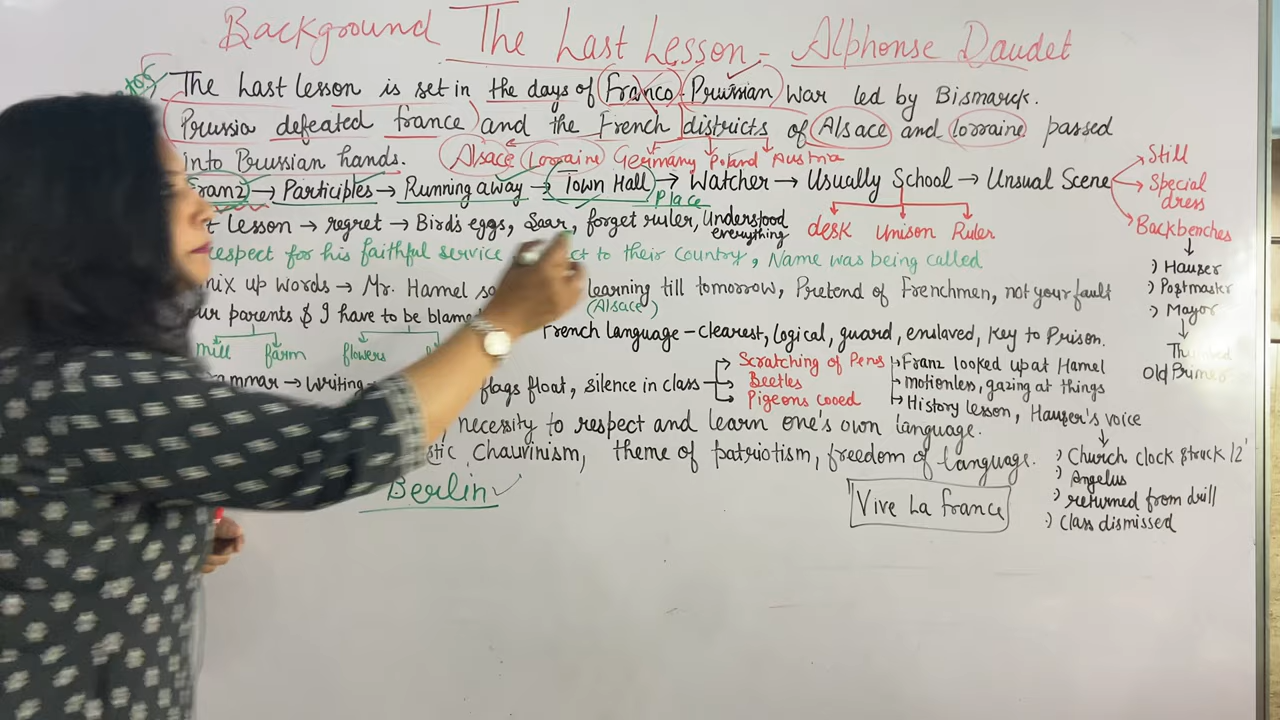 Background The Last Lesson - Alphonse Daudet
The Last lesson is set in the days of Franco-Prussian War led by Bismarck.
Prussia defeated france and the French districts of Alsace and lorraine passed
into Prussian hands. Alsace Lorraine Germany Poland Austria
Franz → Participles → Running away → Town Hall → Watcher → Usually School → Unsual Scene
Place
Still
Special dress
Backbenches
Lesson → regret → Bird's eggs, Saar, forget ruler, Understood everything
desk Unison Ruler
respect for his faithful service to their Country, Name was being called
) Hauser
) Postmaster
) Mayor
Old Primer
mix up words → Mr. Hamel learning till tomorrow, Pretend of Frenchmen, not your fault
(Alsace)
parents & I have to be blamed
mill farm flowers
French language - clearest, logical, guard, enslaved, key to Prison.
→ Writing flags float, silence in class
Scratching of Pens
Beetles
Pigeons cooed
Franz looked up at Hamel
motionless, gazing at things
History lesson, Hauser's voice
necessity to respect and learn one's own language.
Chauvinism, theme of patriotism, freedom of language.
:) Church clock struck 12
:) Angelus
:) returned from drill
:) Class dismissed
Berlin
Vive La france